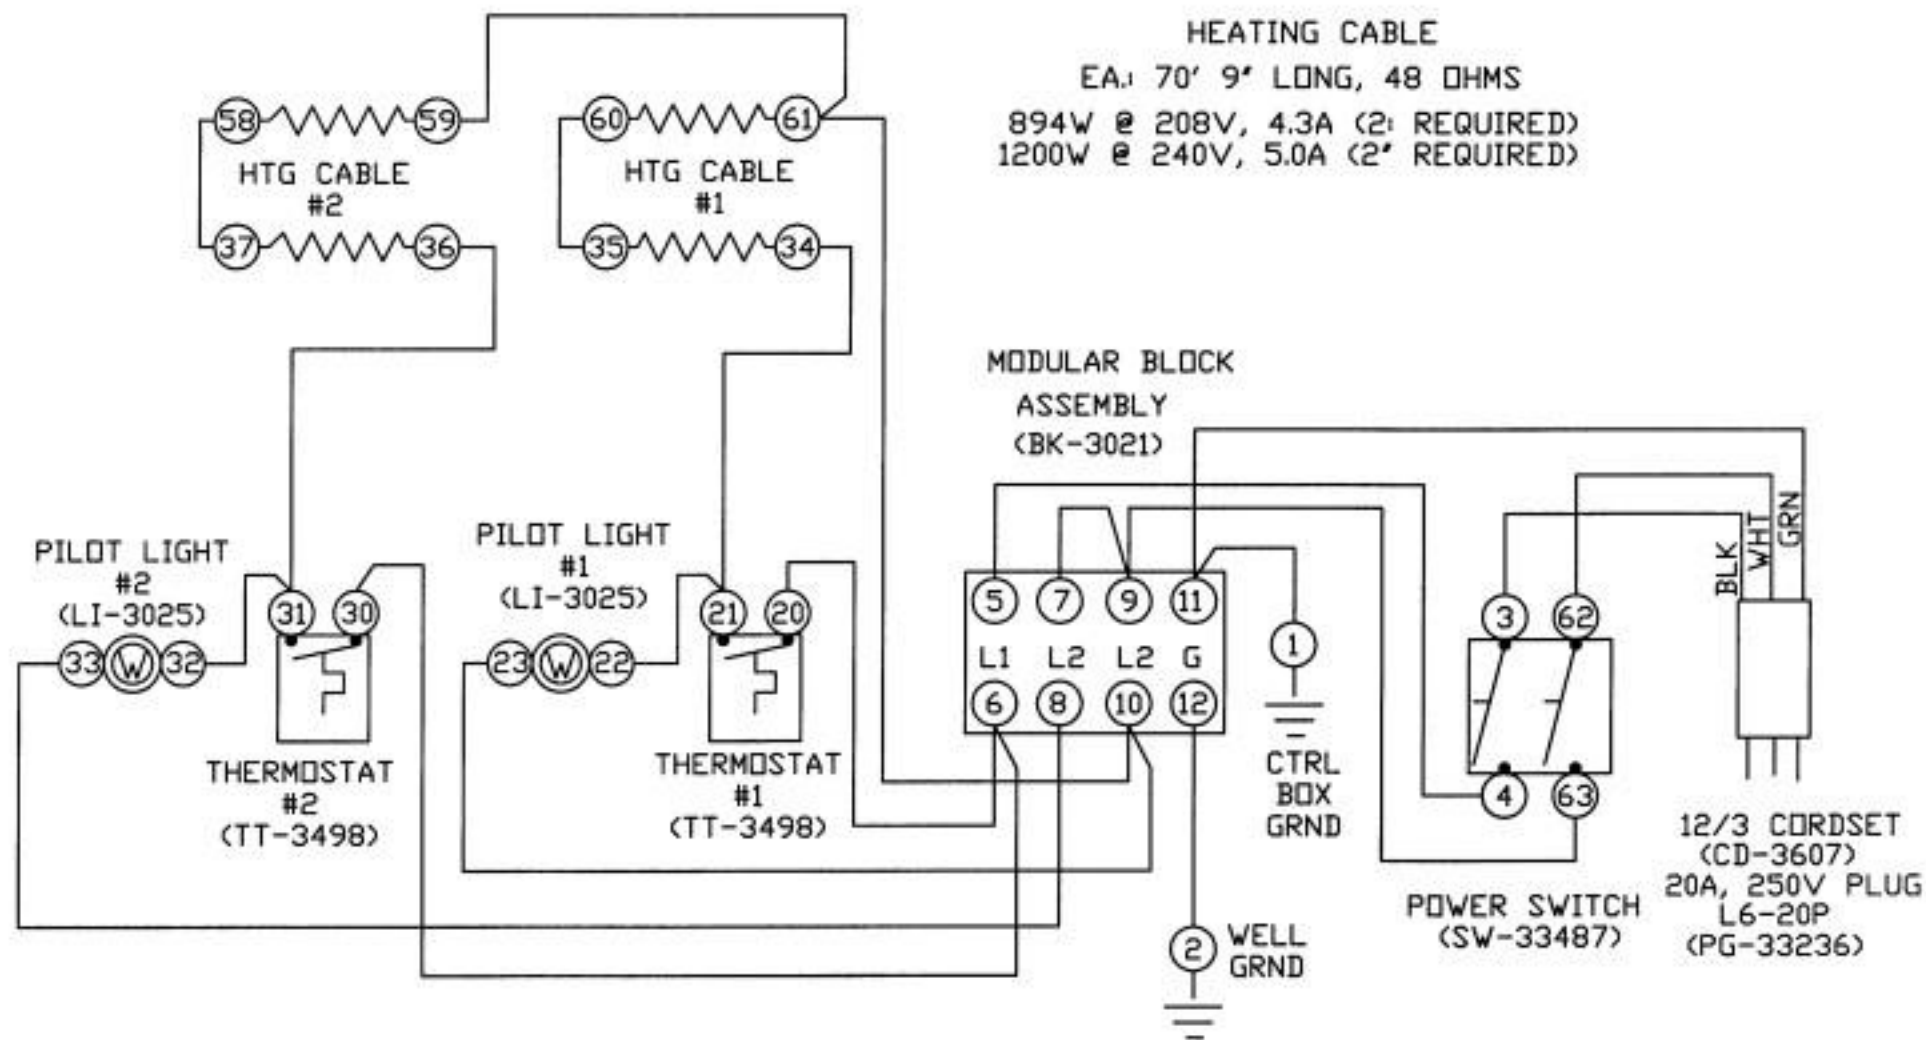 HEATING CABLE
EA.: 70' 9" LONG, 48 OHMS
894W @ 208V, 4.3A (2: REQUIRED)
1200W @ 240V, 5.0A (2" REQUIRED)
58
59
60
61
HTG CABLE
#2
HTG CABLE
#1
37
36
35
34
MODULAR BLOCK
ASSEMBLY
(BK-3021)
PILOT LIGHT
#2
(LI-3025)
PILOT LIGHT
#1
(LI-3025)
31
30
21
20
33
W
32
23
W
22
THERMOSTAT
#2
(TT-3498)
THERMOSTAT
#1
(TT-3498)
5
7
9
11
L1
L2
L2
G
6
8
10
12
1
CTRL
BOX
GRND
2
WELL
GRND
BLK
WHT
GRN
3
62
4
63
POWER SWITCH
(SW-33487)
12/3 CORDSET
(CD-3607)
20A, 250V PLUG
L6-20P
(PG-33236)